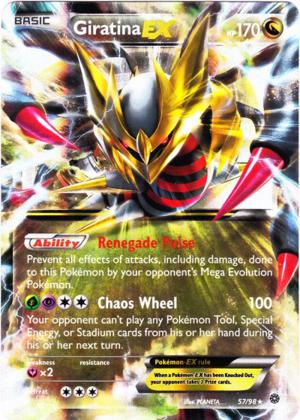 BASIC
Giratina EX HP170
Ability Renegade Pulse
Prevent all effects of attacks, including damage, done
to this Pokémon by your opponent's Mega Evolution
Pokémon.
Chaos Wheel 100
Your opponent can't play any Pokémon Tool, Special
Energy, or Stadium cards from his or her hand during
his or her next turn.
weakness resistance
×2
retreat
Pokémon-EX rule
When a Pokémon-EX has been Knocked Out,
your opponent takes 2 Prize cards.
illus. PLANETA
57/98